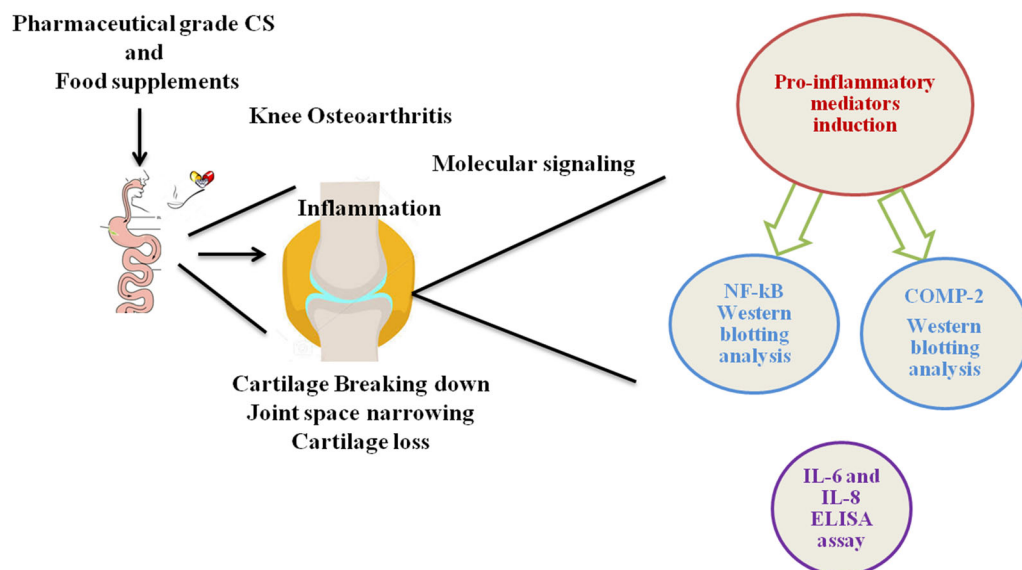 Pharmaceutical grade CS
and
Food supplements
Knee Osteoarthritis
Molecular signaling
Inflammation
Cartilage Breaking down
Joint space narrowing
Cartilage loss
Pro-inflammatory
mediators
induction
NF-kB
Western
blotting
analysis
COMP-2
Western
blotting
analysis
IL-6 and
IL-8
ELISA
assay